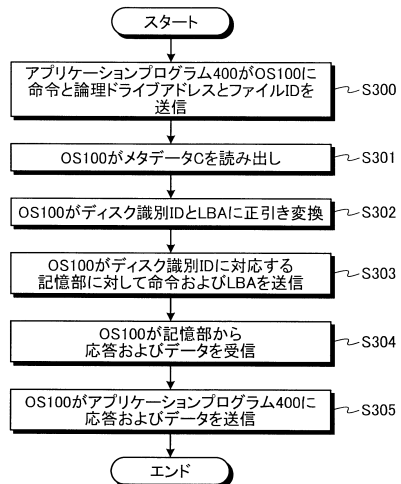 スタート
アプリケーションプログラム400がOS100に
命令と論理ドライブアドレスとファイルIDを
送信
S300
OS100がメタデータCを読み出し
S301
OS100がディスク識別IDとLBAに正引き変換
S302
OS100がディスク識別IDに対応する
記憶部に対して命令およびLBAを送信
S303
OS100が記憶部から
応答およびデータを受信
S304
OS100がアプリケーションプログラム400に
応答およびデータを送信
S305
エンド